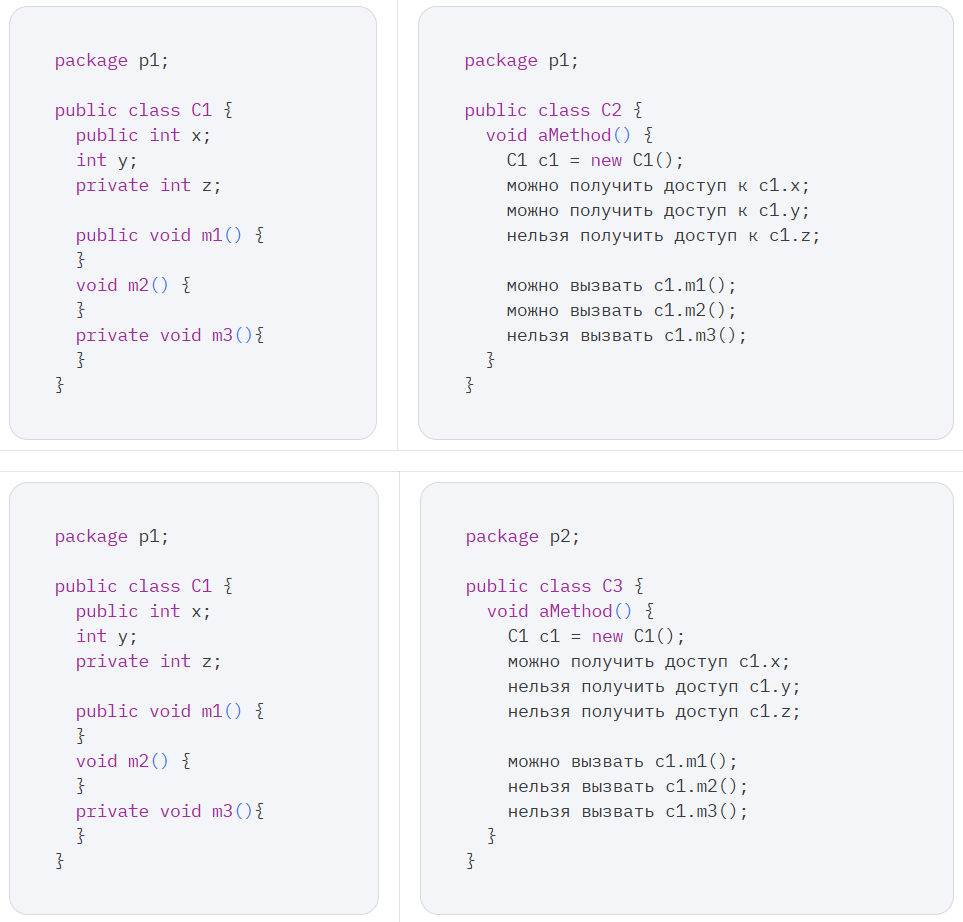 package p1;
public class C1 {
public int x;
int y;
private int z;
public void m1() {
}
void m2() {
}
private void m3(){
}
}
package p1;
public class C2 {
void aMethod() {
C1 c1 = new C1();
можно получить доступ к c1.x;
можно получить доступ к c1.y;
нельзя получить доступ к c1.z;
можно вызвать c1.m1();
можно вызвать c1.m2();
нельзя вызвать c1.m3();
}
}
package p1;
public class C1 {
public int x;
int y;
private int z;
public void m1() {
}
void m2() {
}
private void m3(){
}
}
package p2;
public class C3 {
void aMethod() {
C1 c1 = new C1();
можно получить доступ c1.x;
нельзя получить доступ c1.y;
нельзя получить доступ c1.z;
можно вызвать c1.m1();
нельзя вызвать c1.m2();
нельзя вызвать c1.m3();
}
}